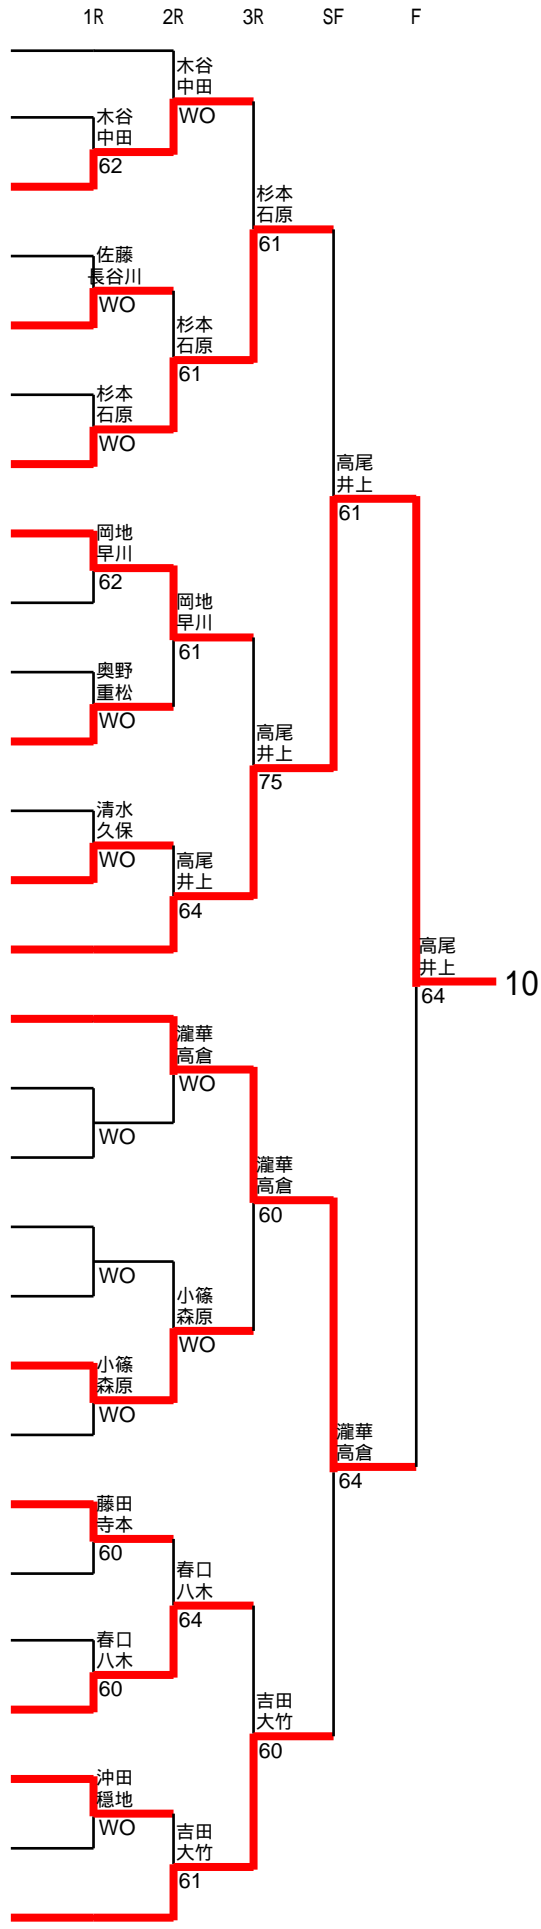 1R 2R 3R SF F
木谷
中田
WO
木谷
中田
62
杉本
石原
61
佐藤
長谷川
WO
杉本
石原
61
杉本
石原
WO
高尾
井上
61
岡地
早川
62
岡地
早川
61
奥野
重松
WO
高尾
井上
75
清水
久保
WO
高尾
井上
64
高尾
井上
64
10
瀧華
高倉
WO
WO
瀧華
高倉
60
WO
小篠
森原
WO
小篠
森原
WO
瀧華
高倉
64
藤田
寺本
60
春口
八木
64
春口
八木
60
吉田
大竹
60
沖田
穏地
WO
吉田
大竹
61